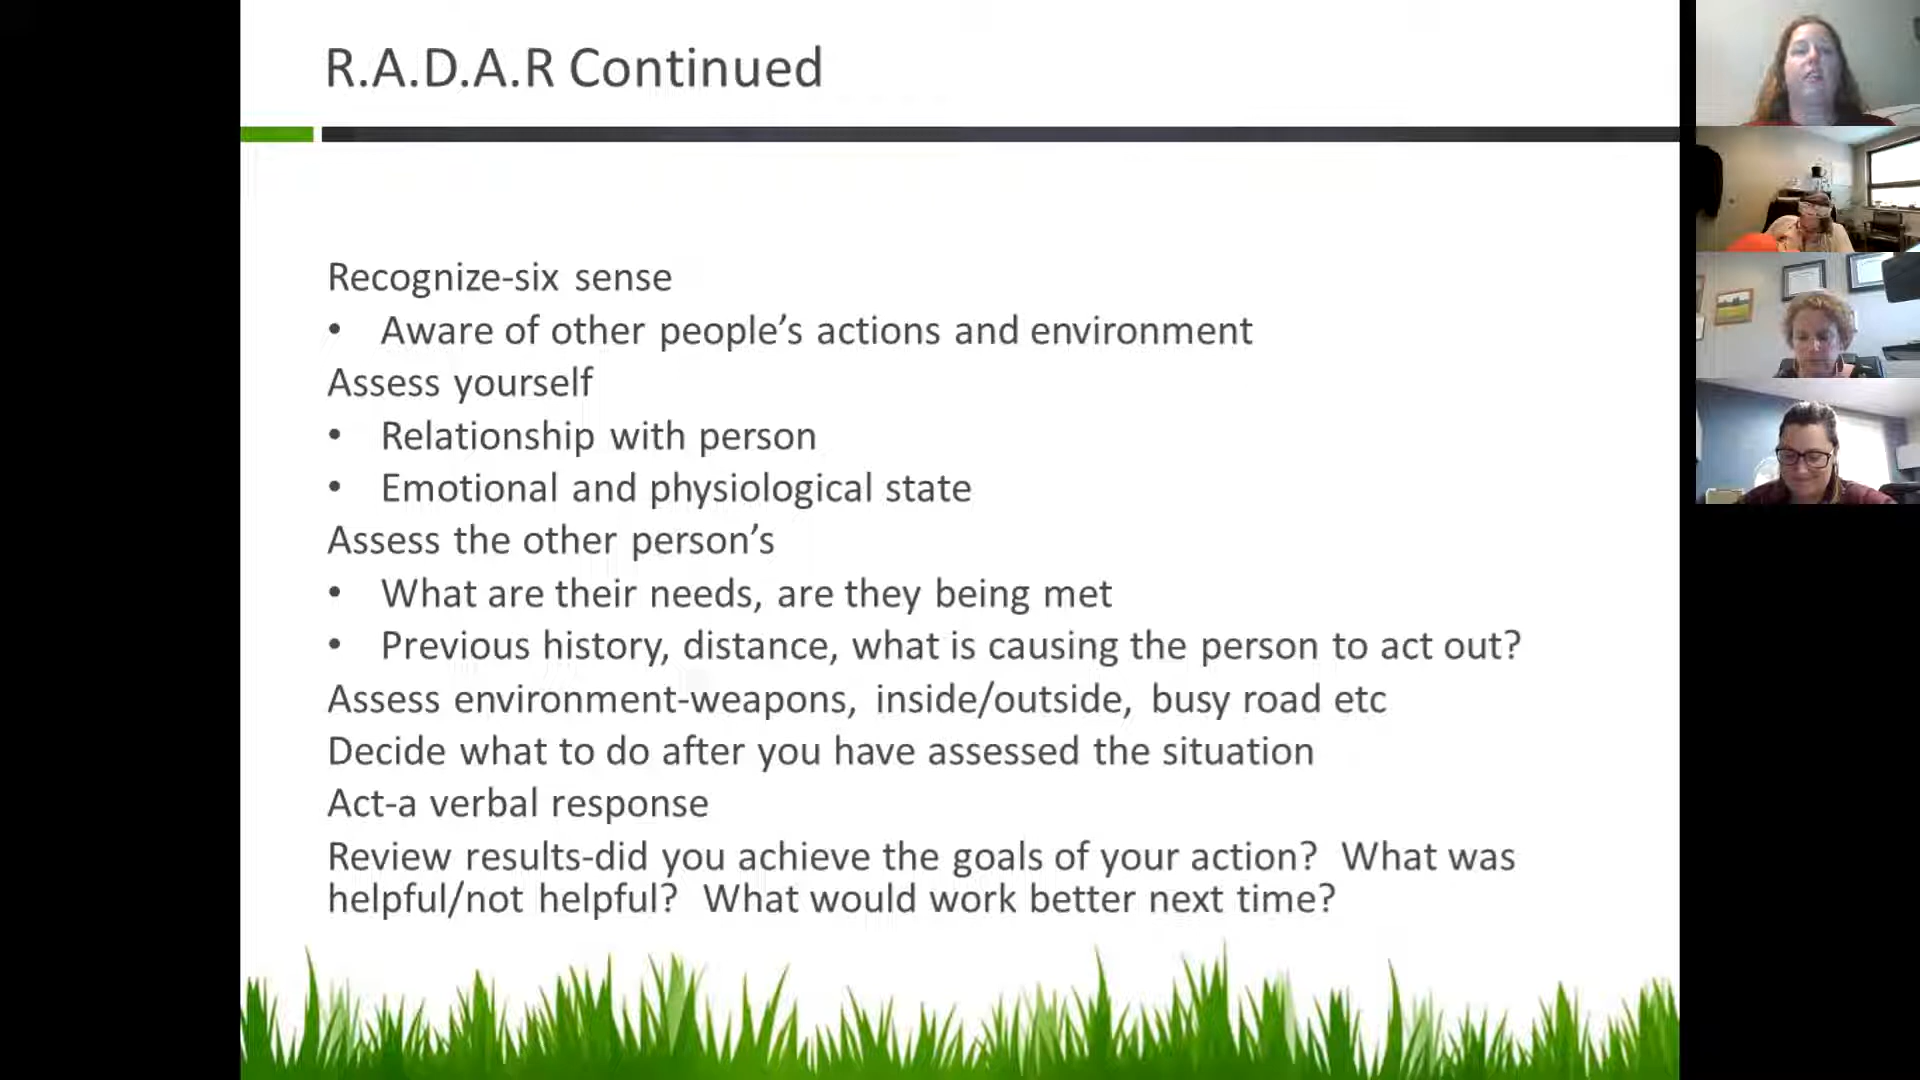 R.A.D.A.R Continued
Recognize-six sense
• Aware of other people’s actions and environment
Assess yourself
• Relationship with person
• Emotional and physiological state
Assess the other person’s
• What are their needs, are they being met
• Previous history, distance, what is causing the person to act out?
Assess environment-weapons, inside/outside, busy road etc
Decide what to do after you have assessed the situation
Act-a verbal response
Review results-did you achieve the goals of your action? What was
helpful/not helpful? What would work better next time?